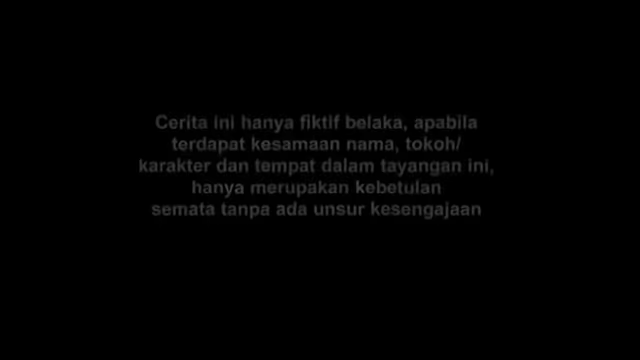 Cerita ini hanya fiktif belaka, apabila
terdapat kesamaan nama, tokoh/
karakter dan tempat dalam tayangan ini,
hanya merupakan kebetulan
semata tanpa ada unsur kesengajaan